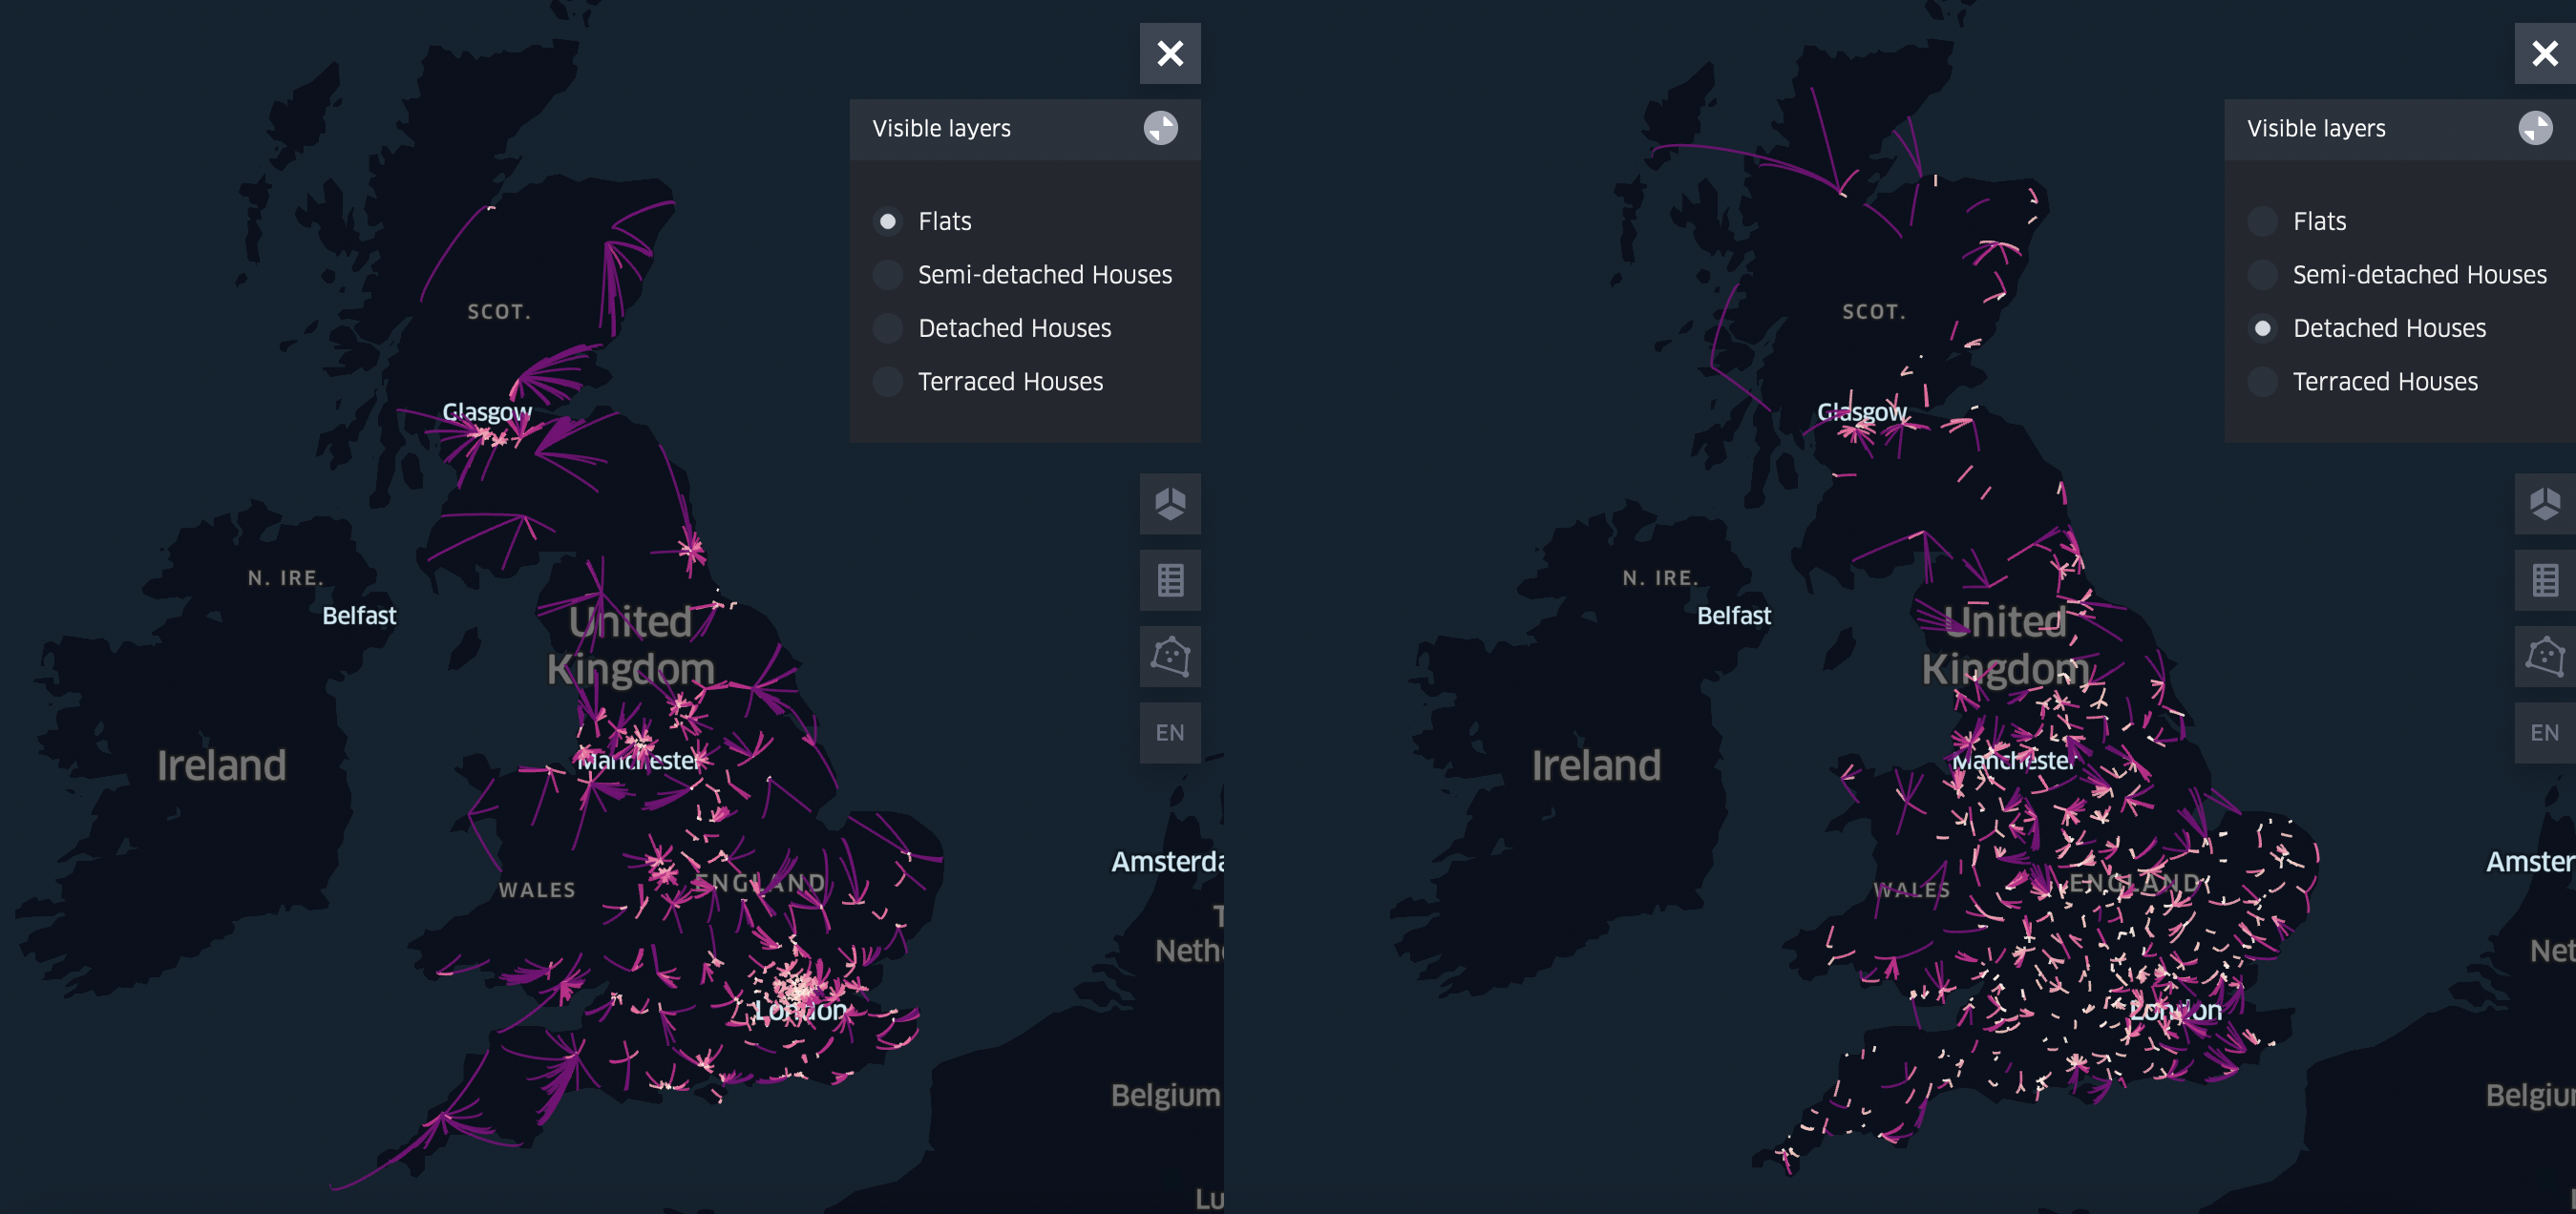 Visible layers
Flats
Semi-detached Houses
Detached Houses
Terraced Houses
SCOT.
Glasgow
N. IRE.
Belfast
United
Kingdom
EN
Ireland
Manchester
Amsterda
WALES
ENGLAND
T
Nethe
London
Belgium
Lu
Visible layers
Flats
Semi-detached Houses
Detached Houses
Terraced Houses
SCOT.
Glasgow
N. IRE.
Belfast
United
Kingdom
EN
Ireland
Manchester
Amster
WALES
ENGLAND
Net
London
Belgiu